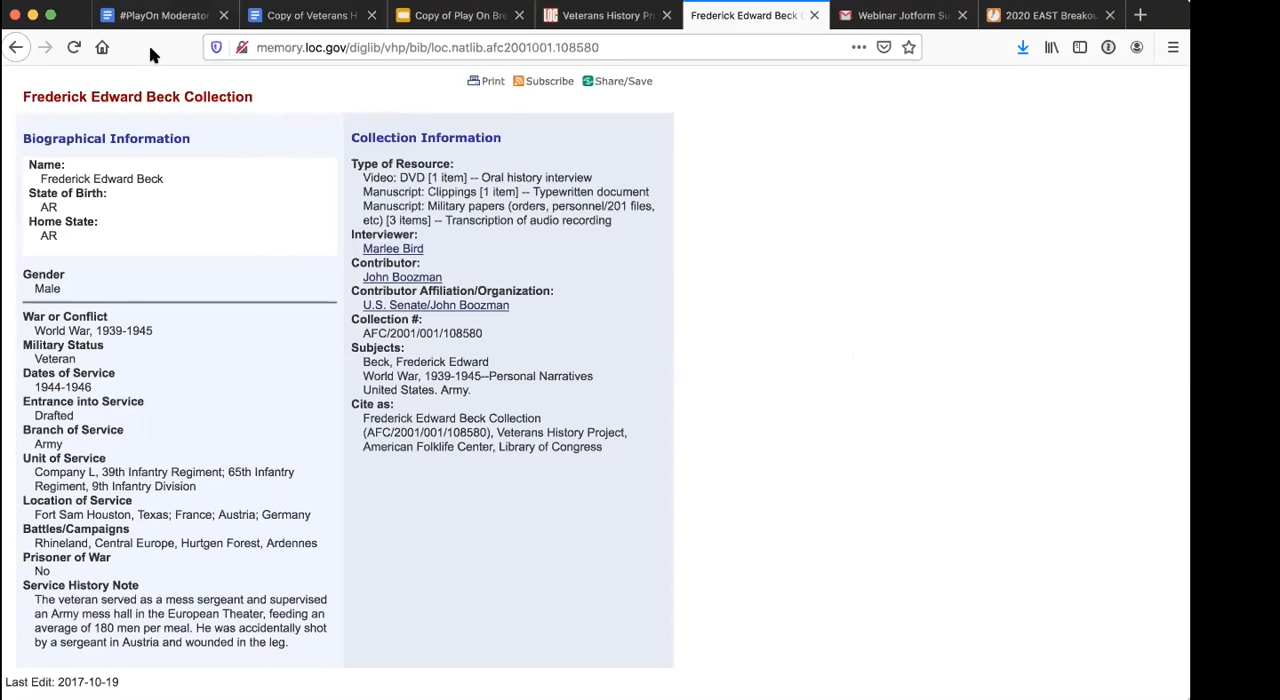 #PlayOn Moderator
Copy of Veterans H
Copy of Play On Bre
Veterans History Pro
Frederick Edward Beck C
Webinar Jotform Su
2020 EAST Breakou
memory.loc.gov/diglib/vhp/bib/loc.natlib.afc2001001.108580
Print Subscribe Share/Save
Frederick Edward Beck Collection
Biographical Information
Name:
Frederick Edward Beck
State of Birth:
AR
Home State:
AR
Gender
Male
War or Conflict
World War, 1939-1945
Military Status
Veteran
Dates of Service
1944-1946
Entrance into Service
Drafted
Branch of Service
Army
Unit of Service
Company L, 39th Infantry Regiment; 65th Infantry
Regiment, 9th Infantry Division
Location of Service
Fort Sam Houston, Texas; France; Austria; Germany
Battles/Campaigns
Rhineland, Central Europe, Hurtgen Forest, Ardennes
Prisoner of War
No
Service History Note
The veteran served as a mess sergeant and supervised
an Army mess hall in the European Theater, feeding an
average of 180 men per meal. He was accidentally shot
by a sergeant in Austria and wounded in the leg.
Collection Information
Type of Resource:
Video: DVD [1 item] -- Oral history interview
Manuscript: Clippings [1 item] -- Typewritten document
Manuscript: Military papers (orders, personnel/201 files,
etc) [3 items] -- Transcription of audio recording
Interviewer:
Marlee Bird
Contributor:
John Boozman
Contributor Affiliation/Organization:
U.S. Senate/John Boozman
Collection #:
AFC/2001/001/108580
Subjects:
Beck, Frederick Edward
World War, 1939-1945--Personal Narratives
United States. Army.
Cite as:
Frederick Edward Beck Collection
(AFC/2001/001/108580), Veterans History Project,
American Folklife Center, Library of Congress
Last Edit: 2017-10-19